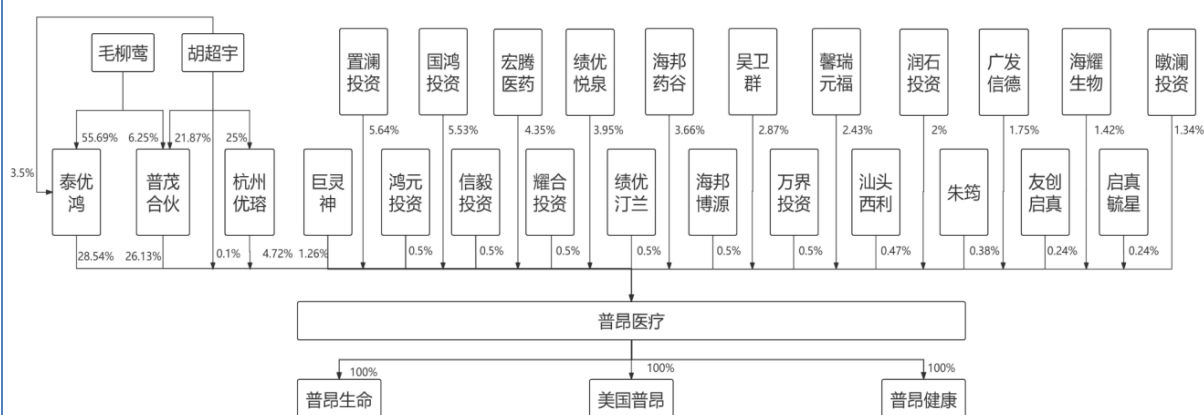 毛柳莺
胡超宇
置澜
投资
国鸿
投资
宏腾
医药
绩优
悦泉
海邦
药谷
吴卫
群
馨瑞
元福
润石
投资
广发
信德
海耀
生物
暾澜
投资
55.69%
6.25%
21.87%
25%
5.64%
5.53%
4.35%
3.95%
3.66%
2.87%
2.43%
2%
1.75%
1.42%
1.34%
3.5%
泰优
鸿
普茂
合伙
杭州
优瑢
巨灵
神
鸿元
投资
信毅
投资
耀合
投资
绩优
汀兰
海邦
博源
万界
投资
汕头
西利
朱筠
友创
启真
启真
毓星
28.54%
26.13%
0.1%
4.72%
1.26%
0.5%
0.5%
0.5%
0.5%
0.5%
0.5%
0.47%
0.38%
0.24%
0.24%
普昂医疗
100%
100%
100%
普昂生命
美国普昂
普昂健康